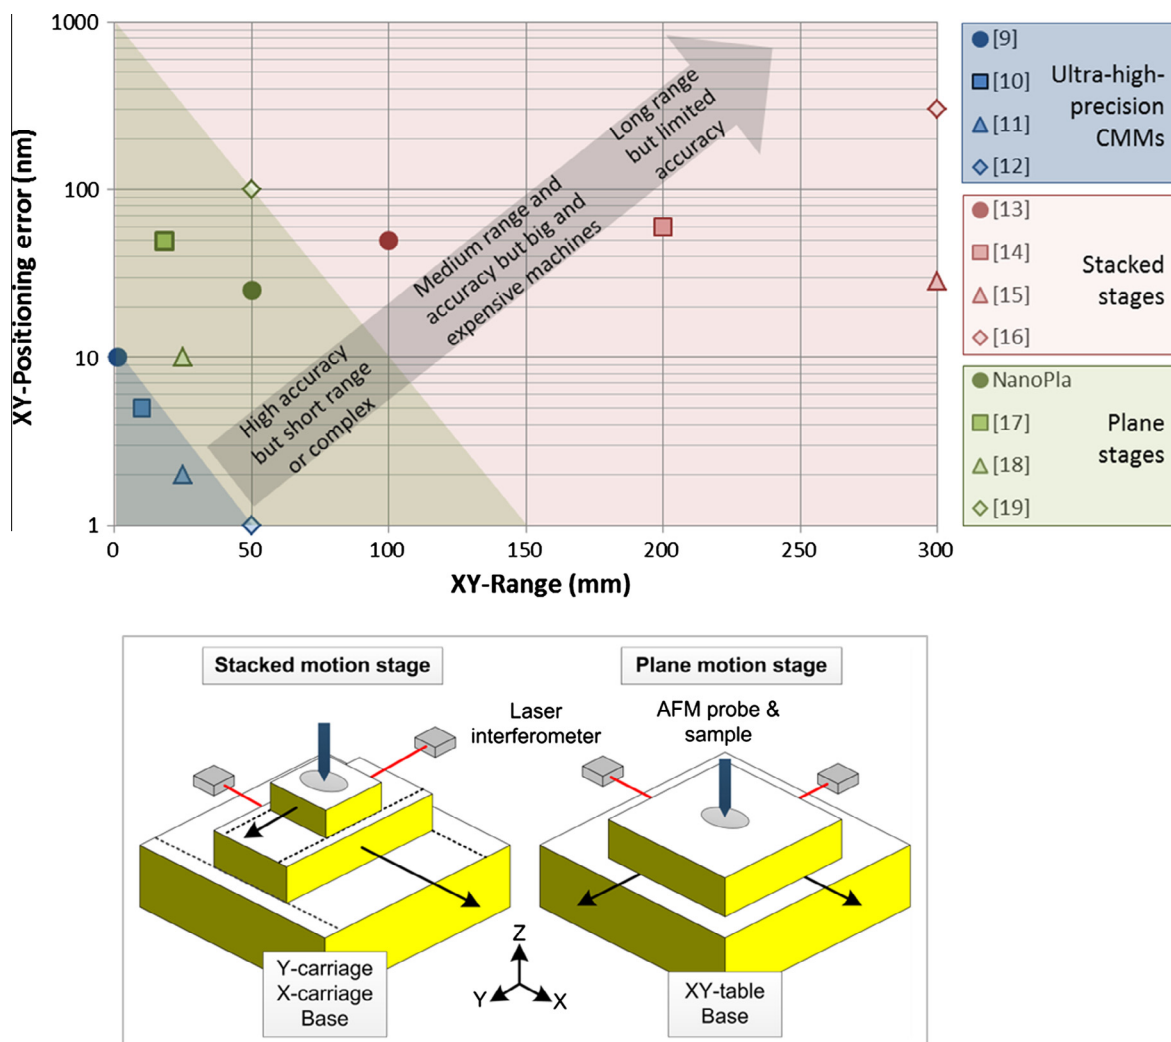 1000
100
10
1
XY-Positioning error (nm)
0
50
100
150
200
250
300
XY-Range (mm)
High accuracy
but short range
or complex
Medium range and
accuracy but big and
expensive machines
Long range
but limited
accuracy
[9]
[10]
[11]
[12]
Ultra-high-
precision
CMMs
[13]
[14]
[15]
[16]
Stacked
stages
NanoPla
[17]
[18]
[19]
Plane
stages
Stacked motion stage
Laser
interferometer
Y-carriage
X-carriage
Base
Z
Y
X
Plane motion stage
AFM probe &
sample
XY-table
Base